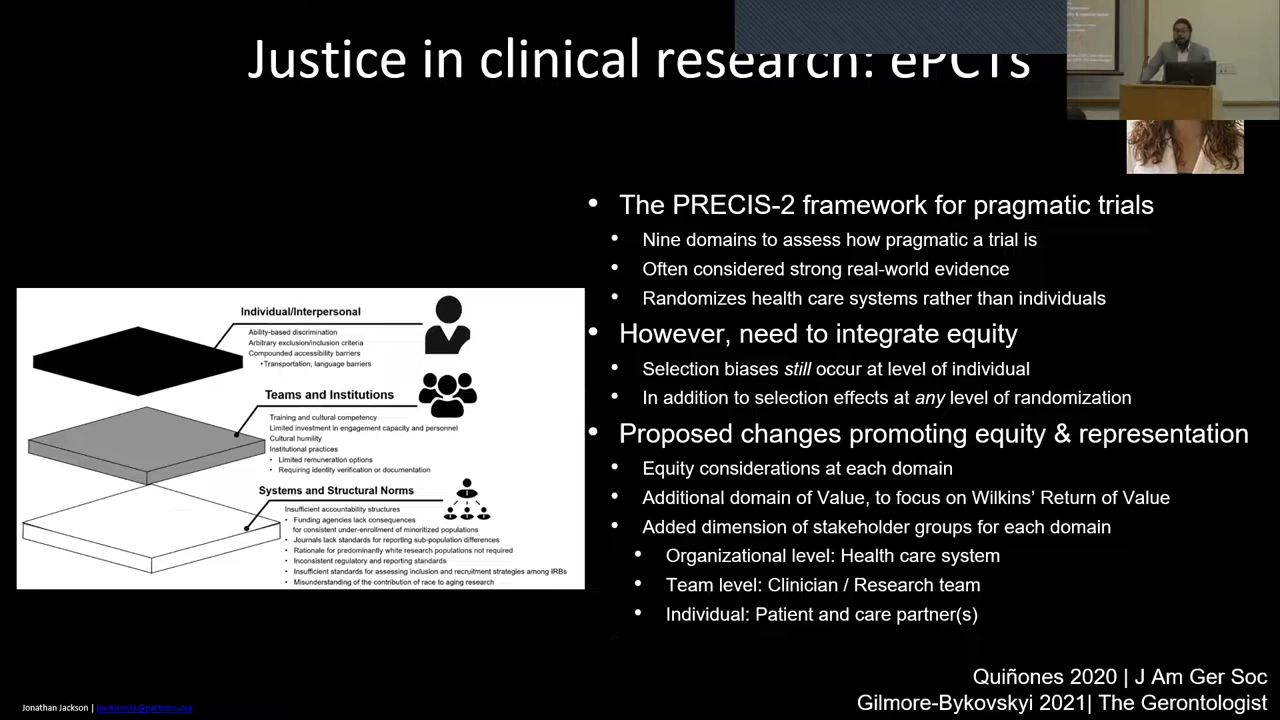 Justice in clinical research: ePCTs
• The PRECIS-2 framework for pragmatic trials
• Nine domains to assess how pragmatic a trial is
• Often considered strong real-world evidence
• Randomizes health care systems rather than individuals
• However, need to integrate equity
• Selection biases still occur at level of individual
• In addition to selection effects at any level of randomization
• Proposed changes promoting equity & representation
• Equity considerations at each domain
• Additional domain of Value, to focus on Wilkins' Return of Value
• Added dimension of stakeholder groups for each domain
• Organizational level: Health care system
• Team level: Clinician / Research team
• Individual: Patient and care partner(s)
Individual/Interpersonal
Ability-based discrimination
Arbitrary exclusion/inclusion criteria
Compounded accessibility barriers
• Transportation, language barriers
Teams and Institutions
Training and cultural competency
Limited investment in engagement capacity and personnel
Cultural humility
Institutional practices
• Limited remuneration options
• Requiring identity verification or documentation
Systems and Structural Norms
Insufficient accountability structures
• Funding agencies lack consequences
for consistent under-enrollment of minoritized populations
• Journals lack standards for reporting sub-population differences
• Rationale for predominantly white research populations not required
• Inconsistent regulatory and reporting standards
• Insufficient standards for assessing inclusion and recruitment strategies among IRBs
• Misunderstanding of the contribution of race to aging research
Quiñones 2020 | J Am Ger Soc
Gilmore-Bykovskyi 2021| The Gerontologist
Jonathan Jackson |